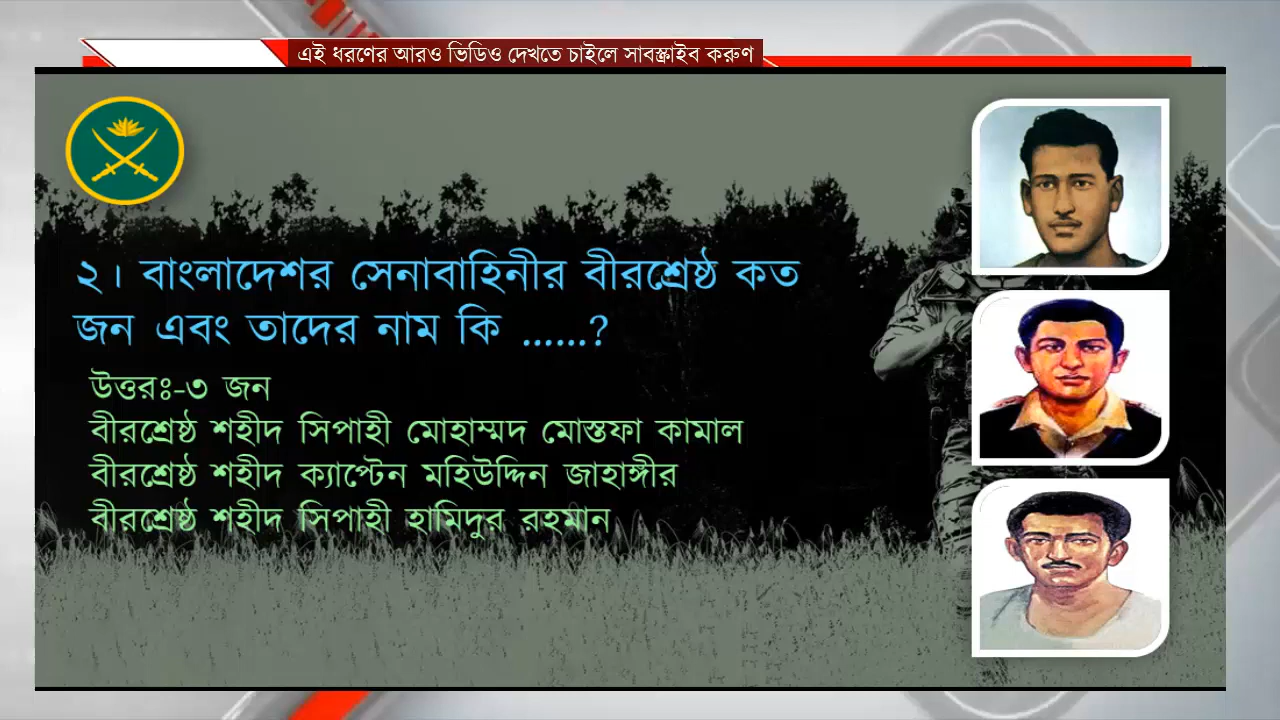 এই ধরণের আরও ভিডিও দেখতে চাইলে সাবস্ক্রাইব করুণ
২। বাংলাদেশর সেনাবাহিনীর বীরশ্রেষ্ঠ কত
জন এবং তাদের নাম কি ......?
উত্তরঃ-৩ জন
বীরশ্রেষ্ঠ শহীদ সিপাহী মোহাম্মদ মোস্তফা কামাল
বীরশ্রেষ্ঠ শহীদ ক্যাপ্টেন মহিউদ্দিন জাহাঙ্গীর
বীরশ্রেষ্ঠ শহীদ সিপাহী হামিদুর রহমান